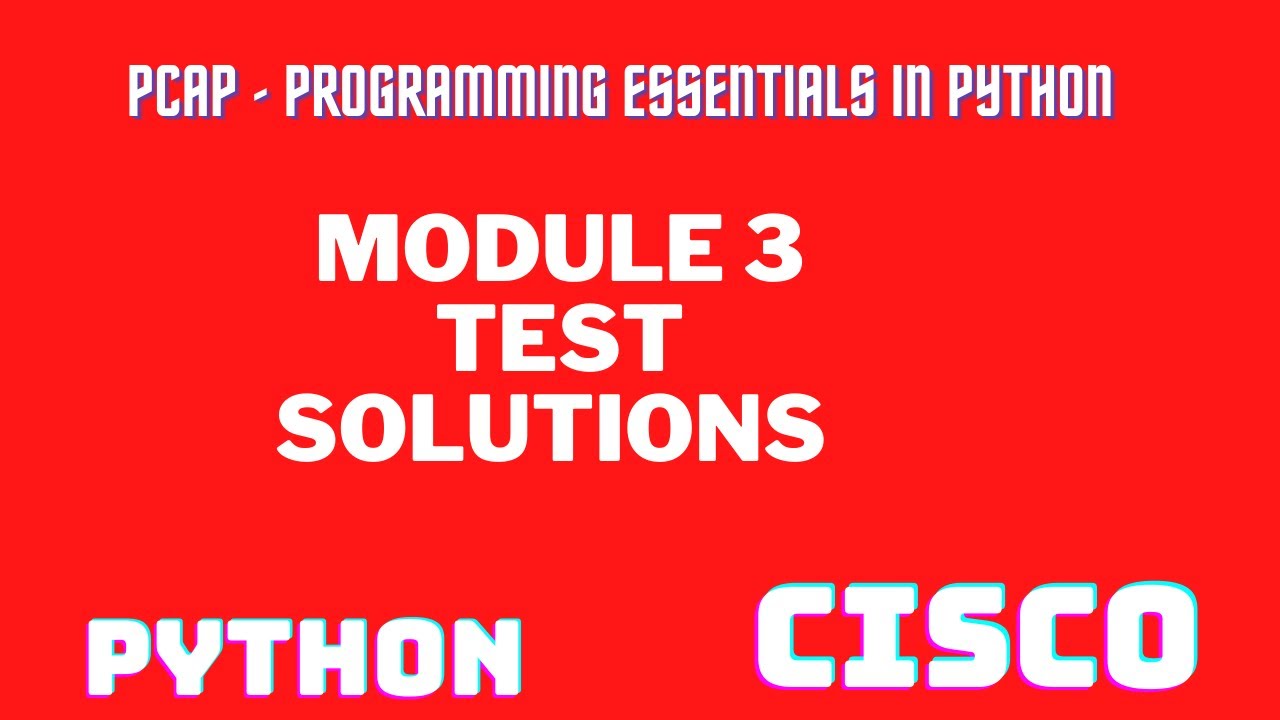 PCAP - PROGRAMMING ESSENTIALS IN PYTHON
MODULE 3
TEST
SOLUTIONS
PYTHON
CISCO